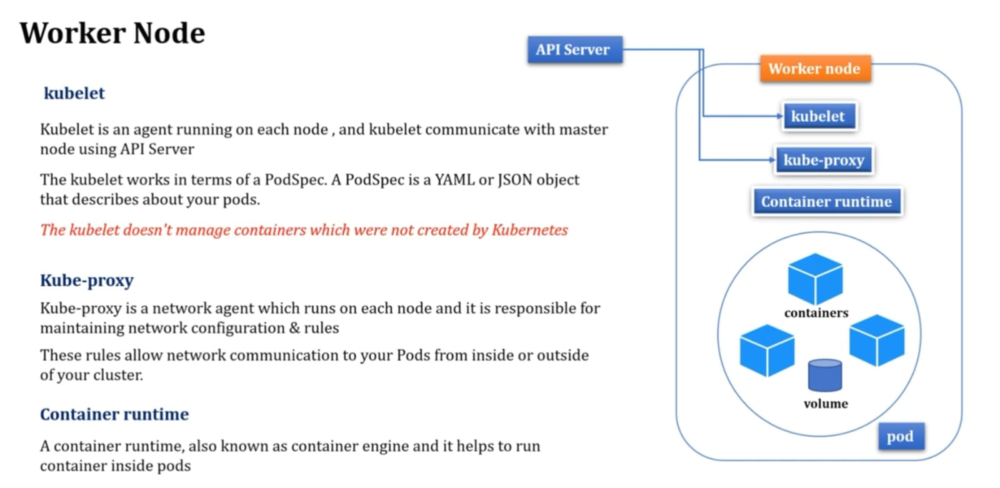 Worker Node
kubelet
Kubelet is an agent running on each node , and kubelet communicate with master
node using API Server
The kubelet works in terms of a PodSpec. A PodSpec is a YAML or JSON object
that describes about your pods.
The kubelet doesn't manage containers which were not created by Kubernetes
Kube-proxy
Kube-proxy is a network agent which runs on each node and it is responsible for
maintaining network configuration & rules
These rules allow network communication to your Pods from inside or outside
of your cluster.
Container runtime
A container runtime, also known as container engine and it helps to run
container inside pods
API Server
Worker node
kubelet
kube-proxy
Container runtime
containers
volume
pod